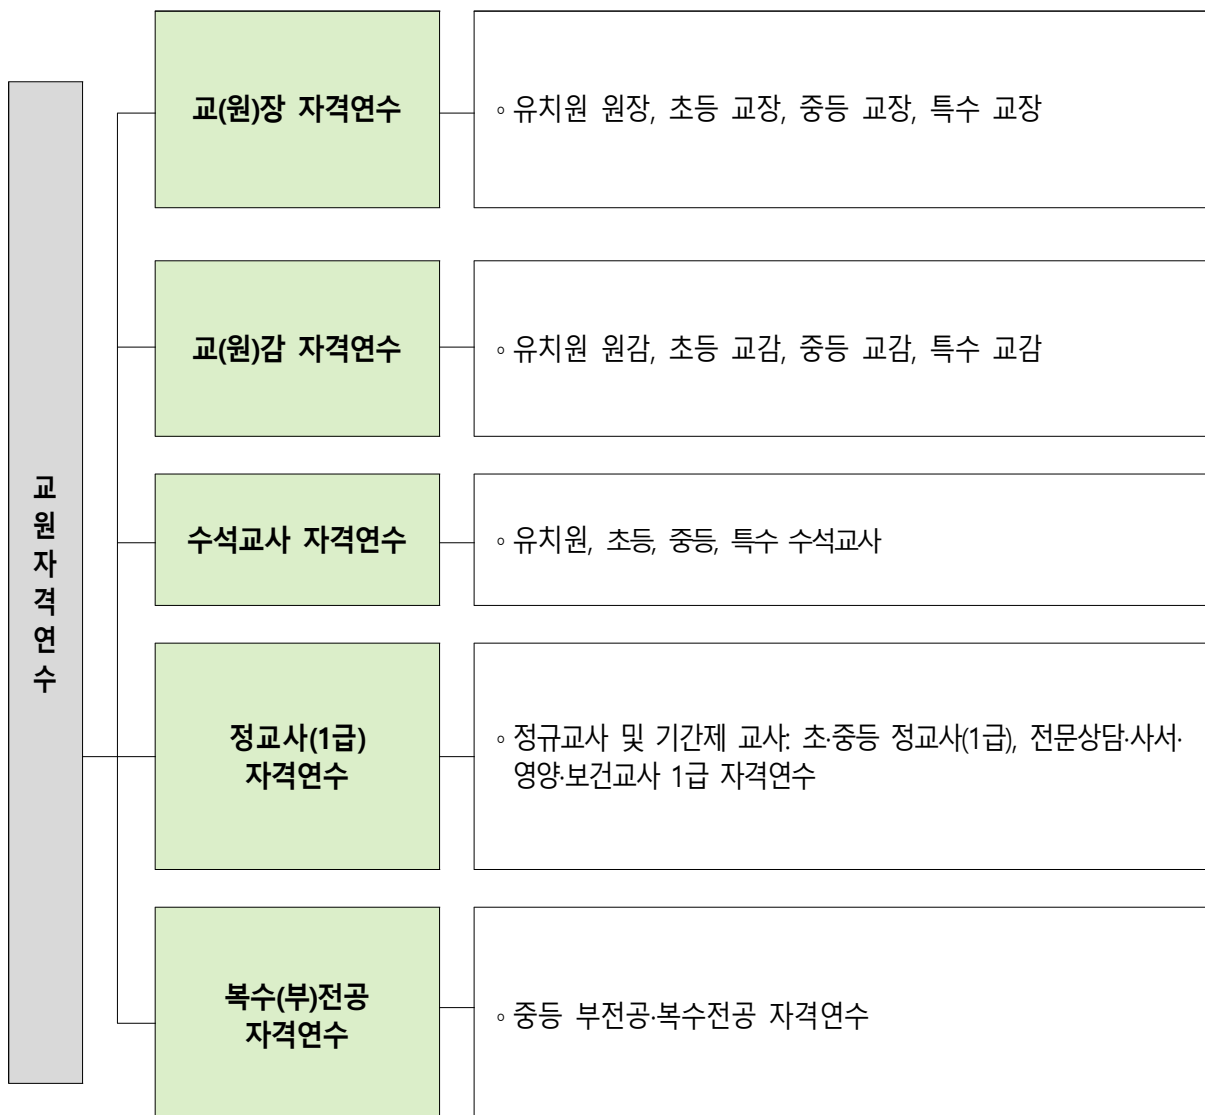 교원자격연수
교(원)장 자격연수
◦유치원 원장, 초등 교장, 중등 교장, 특수 교장
교(원)감 자격연수
◦유치원 원감, 초등 교감, 중등 교감, 특수 교감
수석교사 자격연수
◦유치원, 초등, 중등, 특수 수석교사
정교사(1급)
자격연수
◦정규교사 및 기간제 교사: 초·중등 정교사(1급), 전문상담·사서·
영양·보건교사 1급 자격연수
복수(부)전공
자격연수
◦중등 부전공·복수전공 자격연수